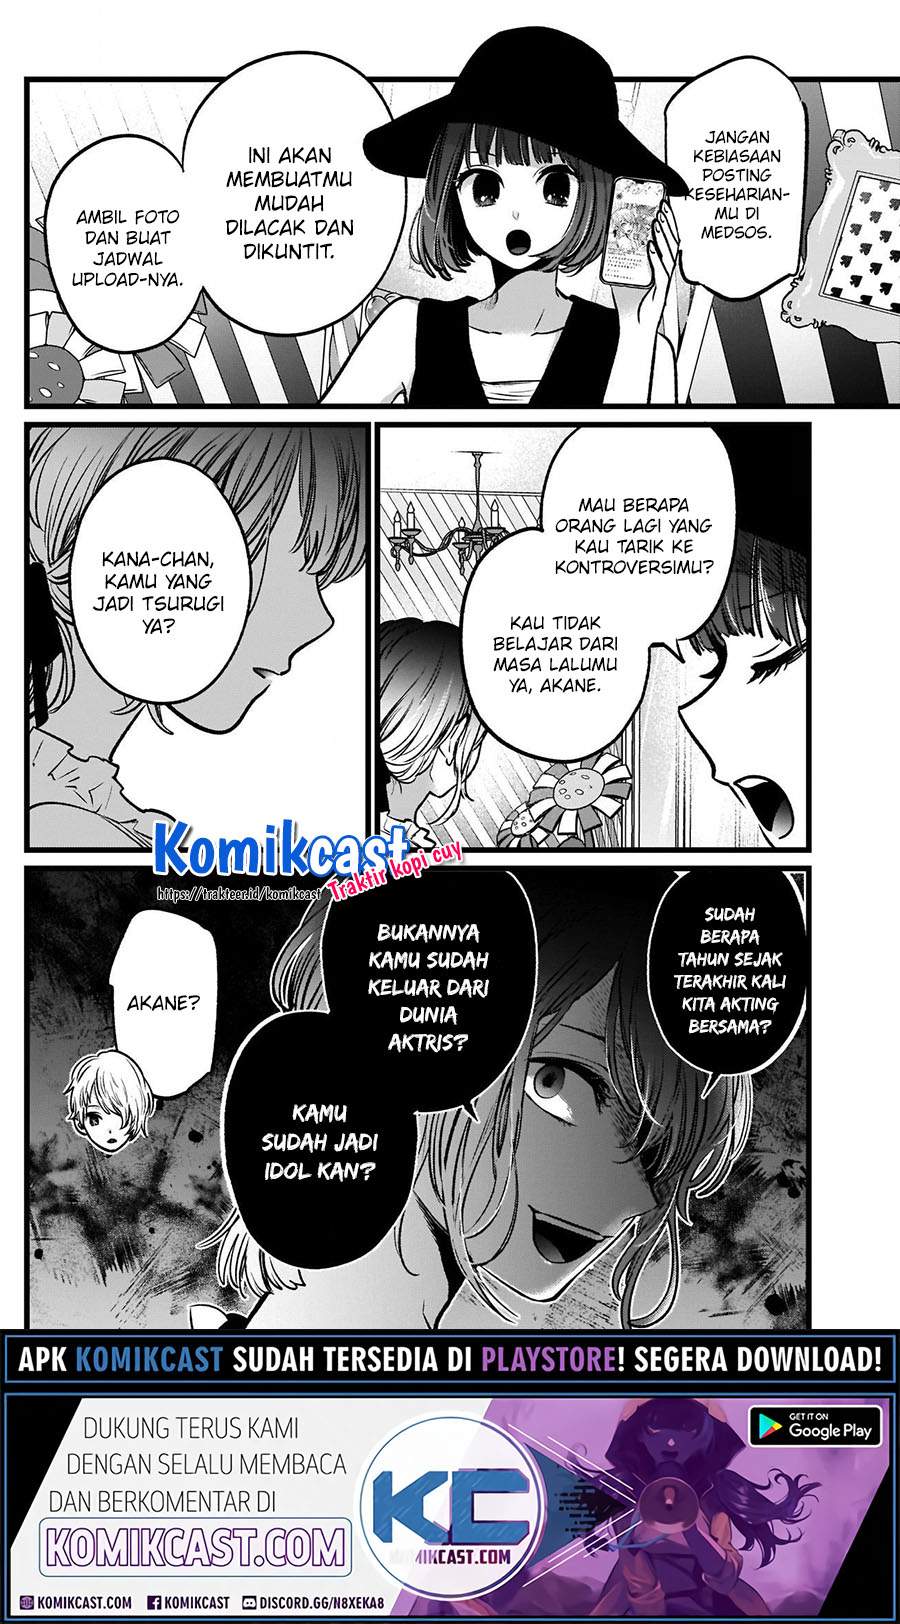 JANGAN
KEBIASAAN
POSTING
KESEHARIAN-
MU DI
MEDSOS.
INI AKAN
MEMBUATMU
MUDAH
DILACAK DAN
DIKUNTIT.
AMBIL FOTO
DAN BUAT
JADWAL
UPLOAD-NYA.
MAU BERAPA
ORANG LAGI YANG
KAU TARIK KE
KONTROVERSIMU?
KAU TIDAK
BELAJAR DARI
MASA LALUMU
YA, AKANE.
KANA-CHAN,
KAMU YANG
JADI TSURUGI
YA?
Komikcast
https://trakteer.id/komikcast
Traktir kopi cuy
SUDAH
BERAPA
TAHUN SEJAK
TERAKHIR KALI
KITA AKTING
BERSAMA?
BUKANNYA
KAMU SUDAH
KELUAR DARI
DUNIA
AKTRIS?
KAMU
SUDAH JADI
IDOL KAN?
AKANE?
APK KOMIKCAST SUDAH TERSEDIA DI PLAYSTORE! SEGERA DOWNLOAD!
DUKUNG TERUS KAMI
DENGAN SELALU MEMBACA
DAN BERKOMENTAR DI
KOMIKCAST.COM
KOMIKCAST.COM
KOMIKCAST
DISCORD.GG/N8XEKA8
KC
KOMIKCAST.COM
GET IT ON
Google Play